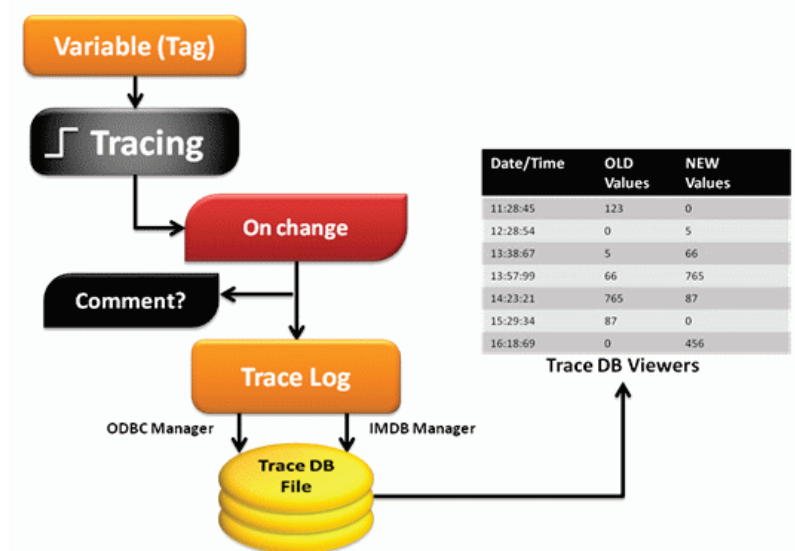 Variable (Tag)
Tracing
On change
Comment?
Trace Log
ODBC Manager
IMDB Manager
Trace DB
File
Date/Time OLD Values NEW Values
11:28:45 123 0
12:28:54 0 5
13:38:67 5 66
13:57:99 66 765
14:23:21 765 87
15:29:34 87 0
16:18:69 0 456
Trace DB Viewers